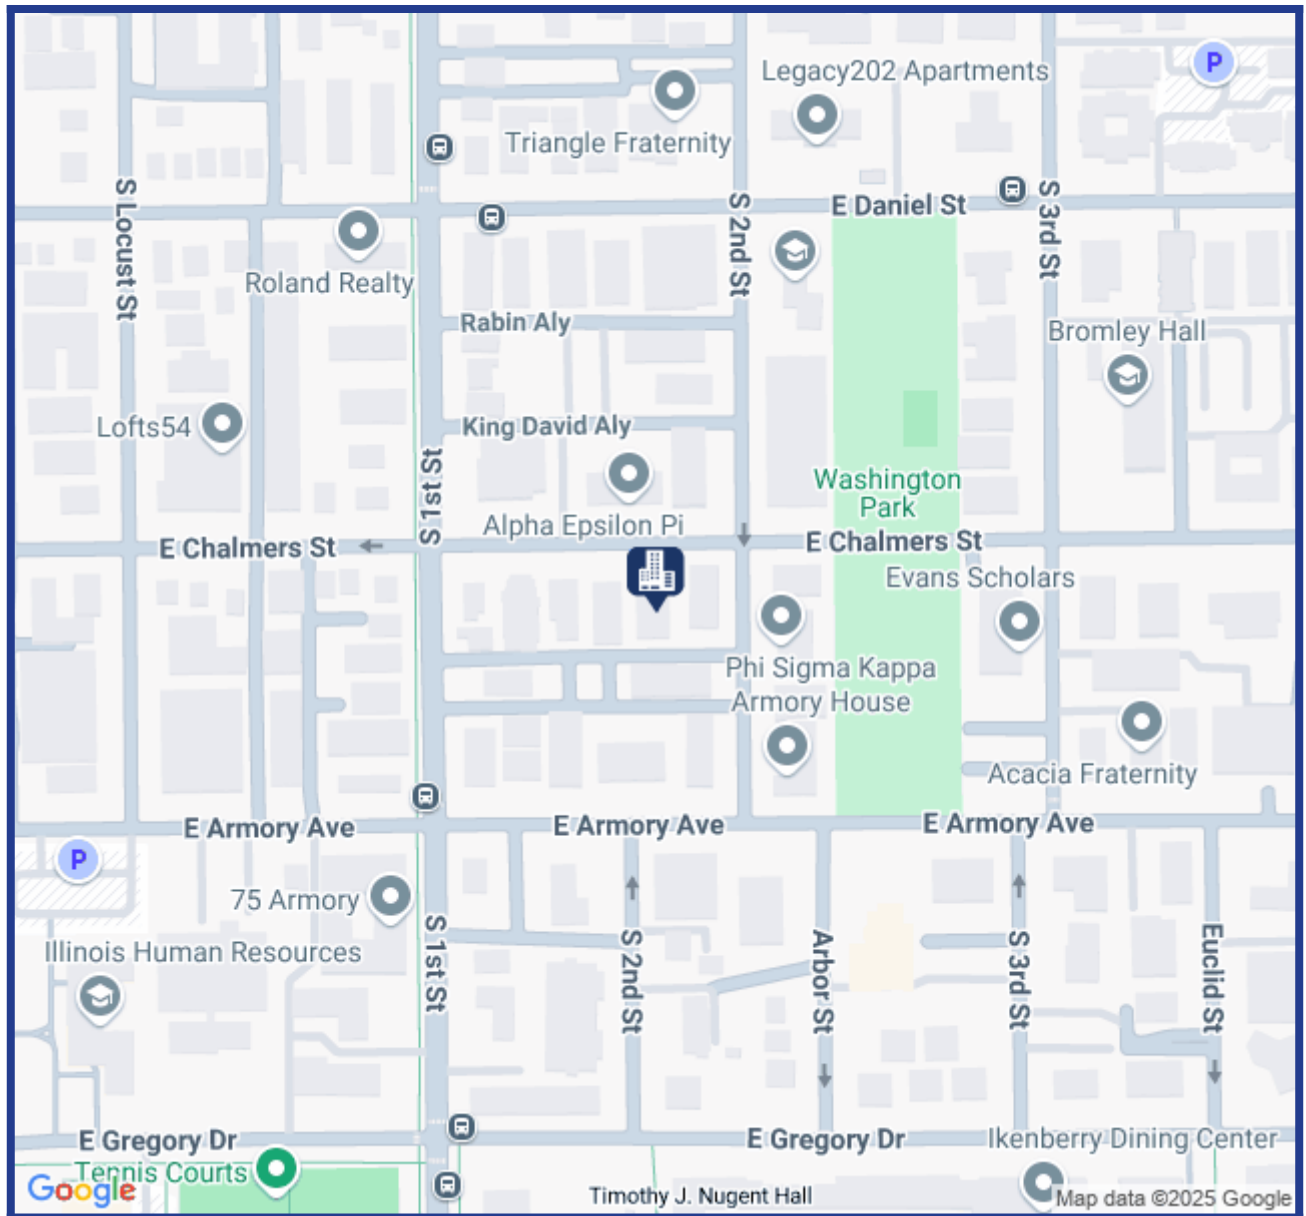 P
Legacy202 Apartments
Triangle Fraternity
S Locust St
S 2nd St
S 3rd St
E Daniel St
Roland Realty
Rabin Aly
Bromley Hall
Lofts54
King David Aly
S 1st St
Washington
Park
Alpha Epsilon Pi
E Chalmers St
E Chalmers St
Evans Scholars
Phi Sigma Kappa
Armory House
Acacia Fraternity
E Armory Ave
E Armory Ave
E Armory Ave
P
75 Armory
S 1st St
S 2nd St
Arbor St
S 3rd St
Euclid St
Illinois Human Resources
E Gregory Dr
E Gregory Dr
Ikenberry Dining Center
Tennis Courts
Google
Timothy J. Nugent Hall
Map data ©2025 Google